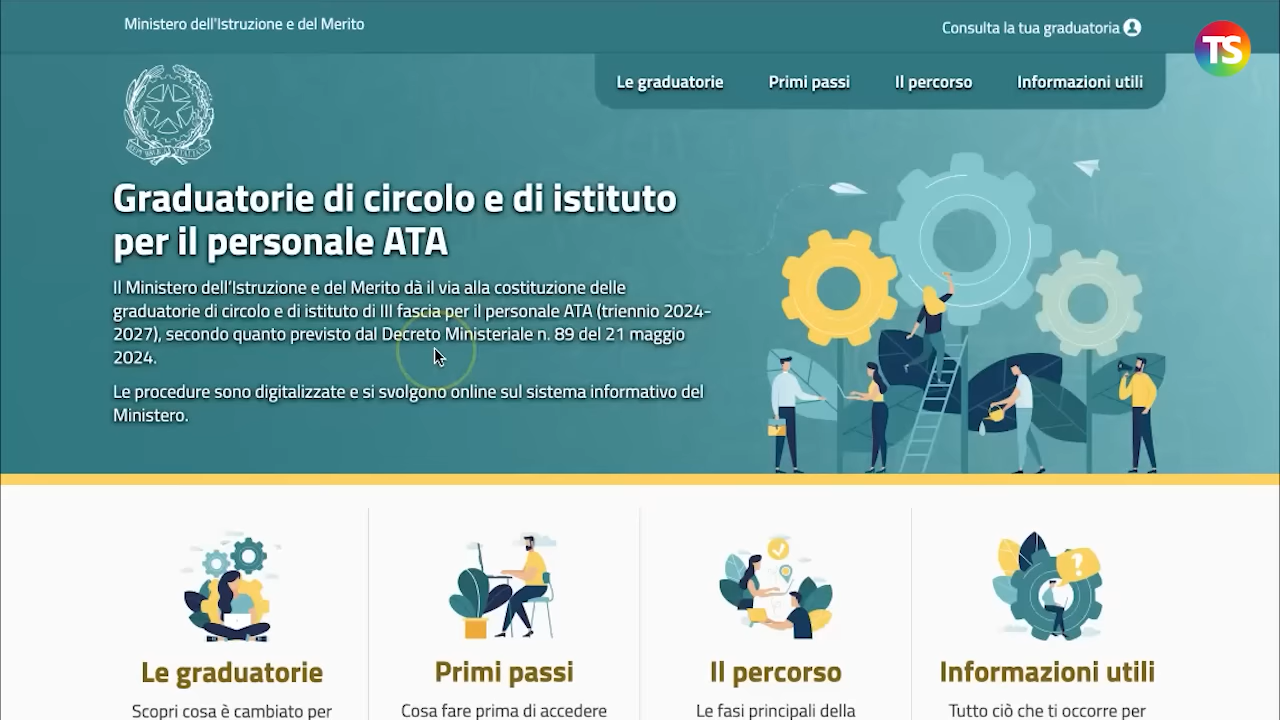 Ministero dell'Istruzione e del Merito
Consulta la tua graduatoria
TS
Le graduatorie
Primi passi
Il percorso
Informazioni utili
Graduatorie di circolo e di istituto
per il personale ATA
Il Ministero dell'Istruzione e del Merito dà il via alla costituzione delle
graduatorie di circolo e di istituto di III fascia per il personale ATA (triennio 2024-
2027), secondo quanto previsto dal Decreto Ministeriale n. 89 del 21 maggio
2024.
Le procedure sono digitalizzate e si svolgono online sul sistema informativo del
Ministero.
Le graduatorie
Scopri cosa è cambiato per
Primi passi
Cosa fare prima di accedere
Il percorso
Le fasi principali della
Informazioni utili
Tutto ciò che ti occorre per